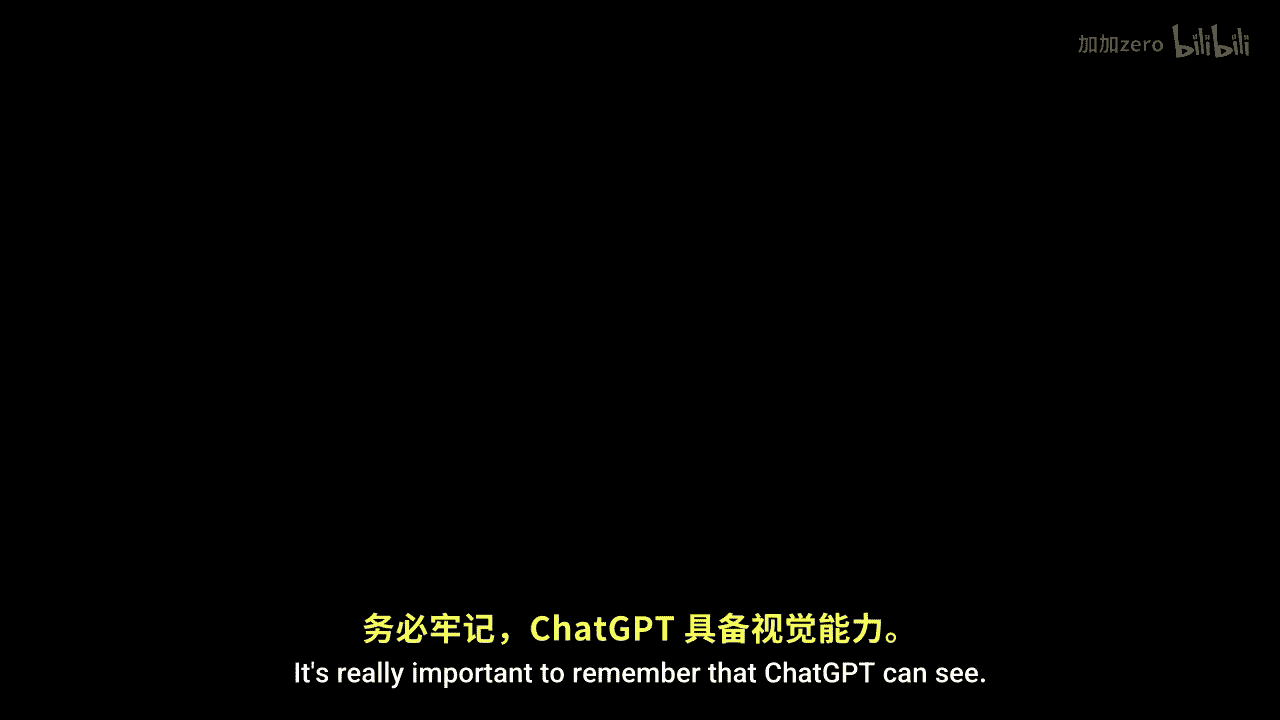 加加zero bilibili
务必牢记，ChatGPT 具备视觉能力。
It's really important to remember that ChatGPT can see.